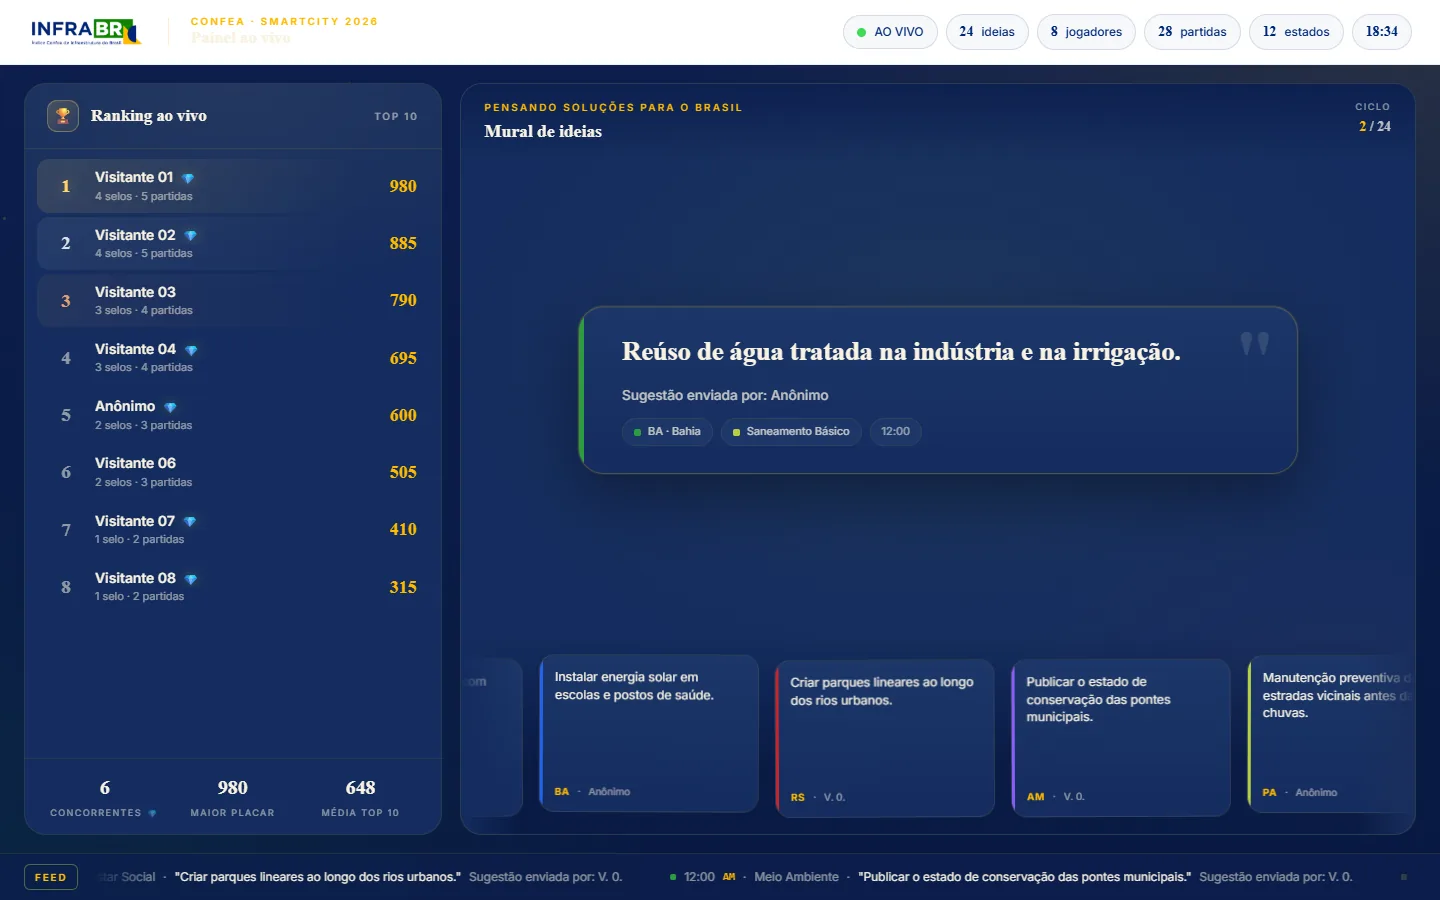 INFRABR
Índice Confea de Infraestrutura do Brasil
CONFEA · SMARTCITY 2026
Painel ao vivo
AO VIVO
24 ideias
8 jogadores
28 partidas
12 estados
18:34
Ranking ao vivo
TOP 10
1 Visitante 01 980
4 selos · 5 partidas
2 Visitante 02 885
4 selos · 5 partidas
3 Visitante 03 790
3 selos · 4 partidas
4 Visitante 04 695
3 selos · 4 partidas
5 Anônimo 600
2 selos · 3 partidas
6 Visitante 06 505
2 selos · 3 partidas
7 Visitante 07 410
1 selo · 2 partidas
8 Visitante 08 315
1 selo · 2 partidas
6 980 648
CONCORRENTES MAIOR PLACAR MÉDIA TOP 10
PENSANDO SOLUÇÕES PARA O BRASIL
Mural de ideias
CICLO
2 / 24
Reúso de água tratada na indústria e na irrigação.
"
Sugestão enviada por: Anônimo
BA · Bahia
Saneamento Básico
12:00
com
Instalar energia solar em
escolas e postos de saúde.
BA · Anônimo
Criar parques lineares ao longo
dos rios urbanos.
RS · V. O.
Publicar o estado de
conservação das pontes
municipais.
AM · V. O.
Manutenção preventiva d
estradas vicinais antes da
chuvas.
PA · Anônimo
FEED
tar Social · "Criar parques lineares ao longo dos rios urbanos." Sugestão enviada por: V. O.
12:00 AM · Meio Ambiente · "Publicar o estado de conservação das pontes municipais." Sugestão enviada por: V. O.